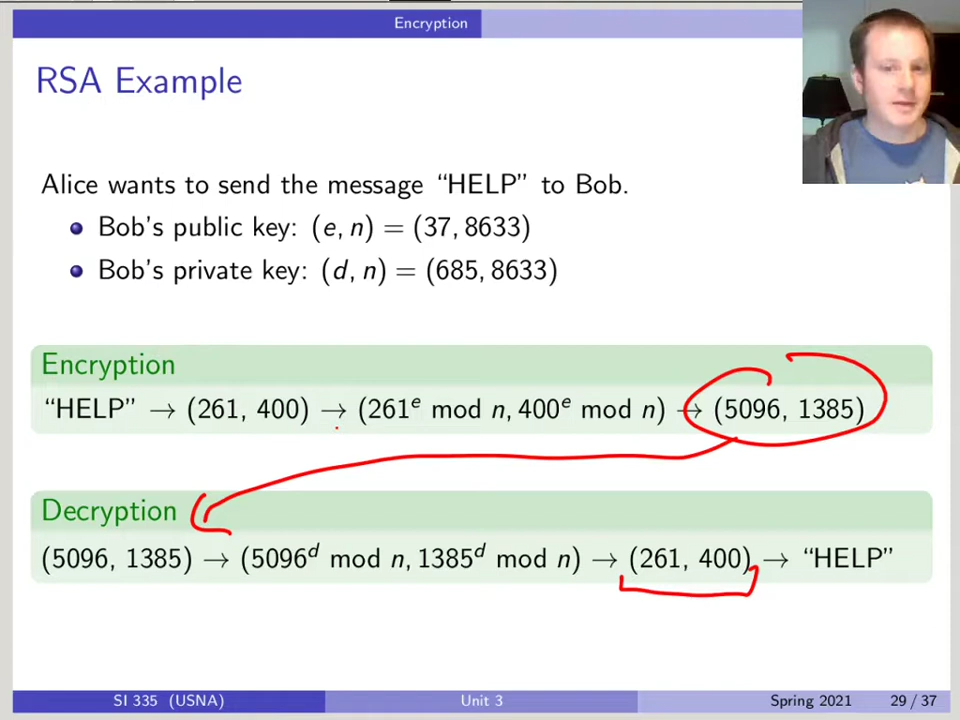 Encryption
RSA Example
Alice wants to send the message “HELP” to Bob.
Bob's public key: (e, n) = (37, 8633)
Bob's private key: (d, n) = (685, 8633)
Encryption
“HELP” → (261, 400) → (261^e mod n, 400^e mod n) → (5096, 1385)
Decryption
(5096, 1385) → (5096^d mod n, 1385^d mod n) → (261, 400) → “HELP”
SI 335 (USNA) Unit 3 Spring 2021 29 / 37